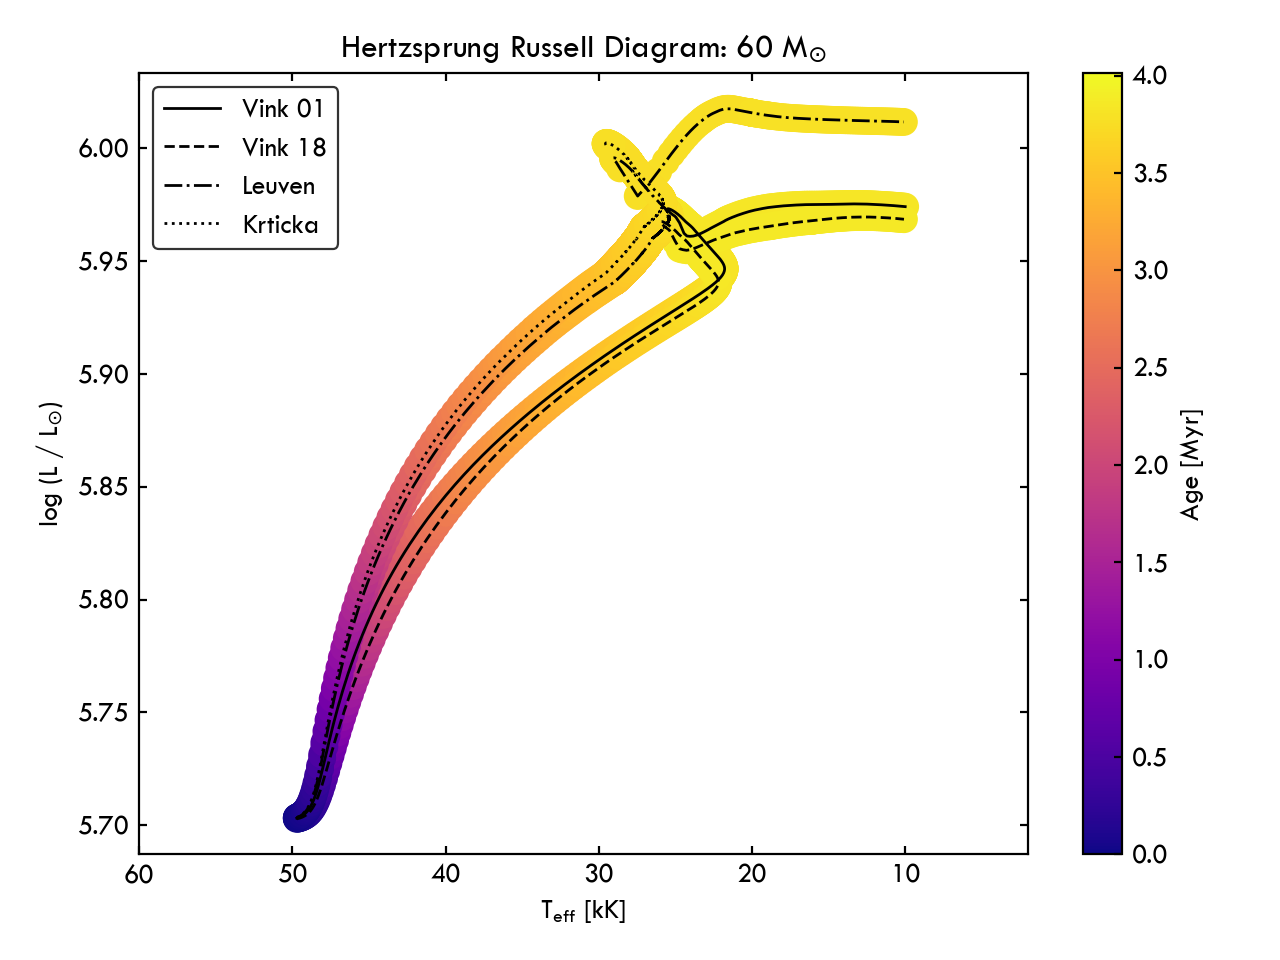 Hertzsprung Russell Diagram: 60 M☉
Vink 01
Vink 18
Leuven
Krticka
6.00
5.95
5.90
5.85
5.80
5.75
5.70
log (L / L☉)
60 50 40 30 20 10
Teff [kK]
4.0
3.5
3.0
2.5
2.0
1.5
1.0
0.5
0.0
Age [Myr]